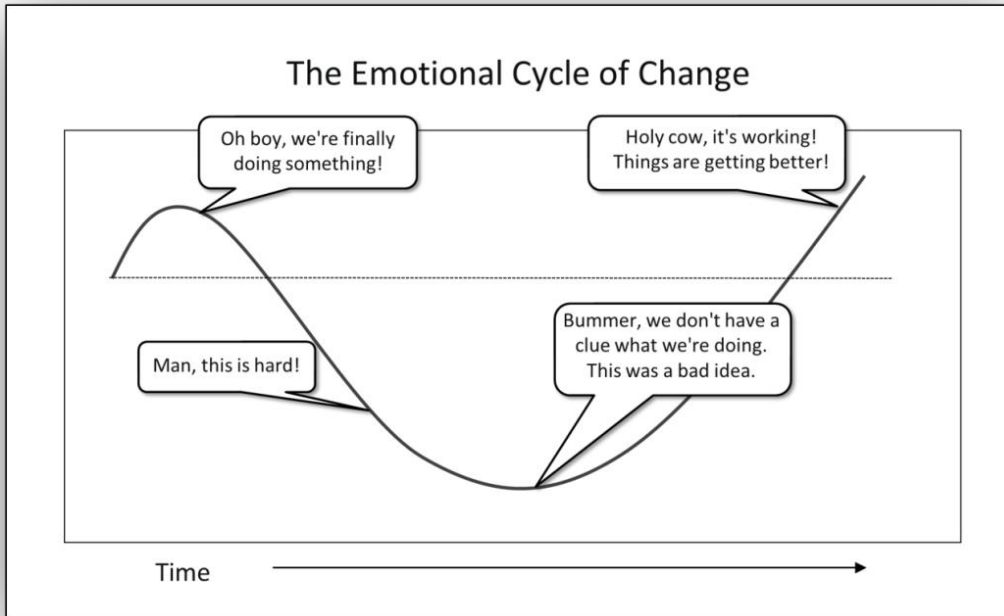 The Emotional Cycle of Change
Oh boy, we're finally
doing something!
Holy cow, it's working!
Things are getting better!
Man, this is hard!
Bummer, we don't have a
clue what we're doing.
This was a bad idea.
Time